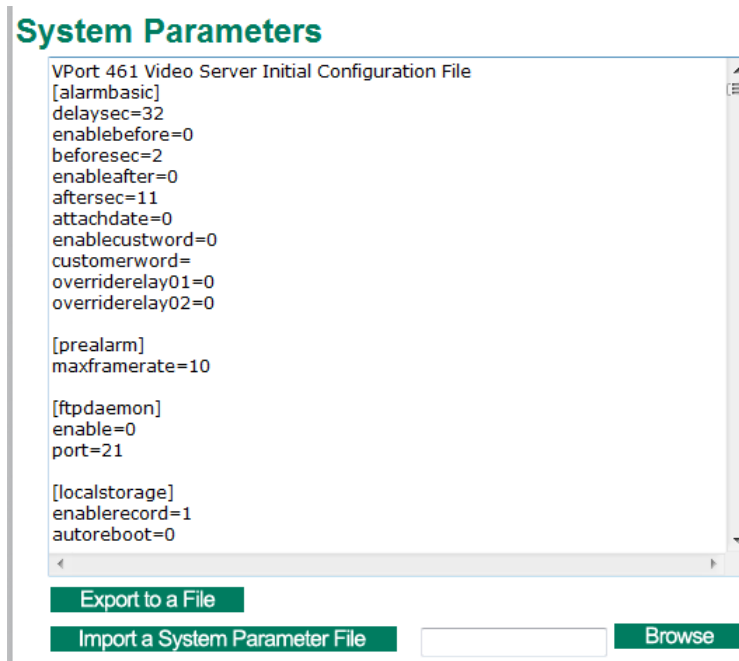 System Parameters
VPort 461 Video Server Initial Configuration File
[alarmbasic]
delaysec=32
enablebefore=0
beforesec=2
enableafter=0
aftersec=11
attachdate=0
enablecustword=0
customerword=
overriderelay01=0
overriderelay02=0
[prealarm]
maxframerate=10
[ftpdaemon]
enable=0
port=21
[localstorage]
enablerecord=1
autoreboot=0
Export to a File
Import a System Parameter File
Browse